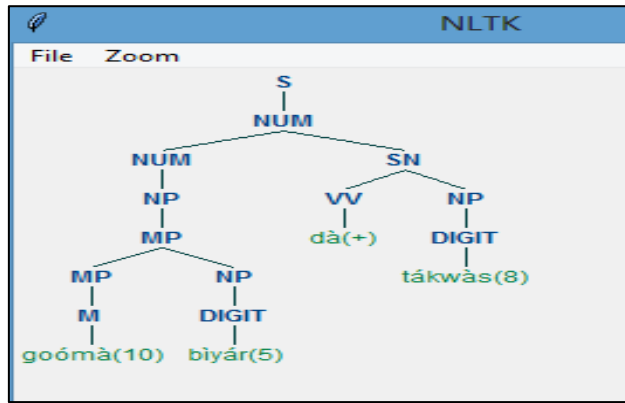 NLTK
File Zoom
S
NUM
NUM SN
NP VV NP
MP dà(+) DIGIT
MP NP tákwàs(8)
M DIGIT
goómà(10) bìyár(5)